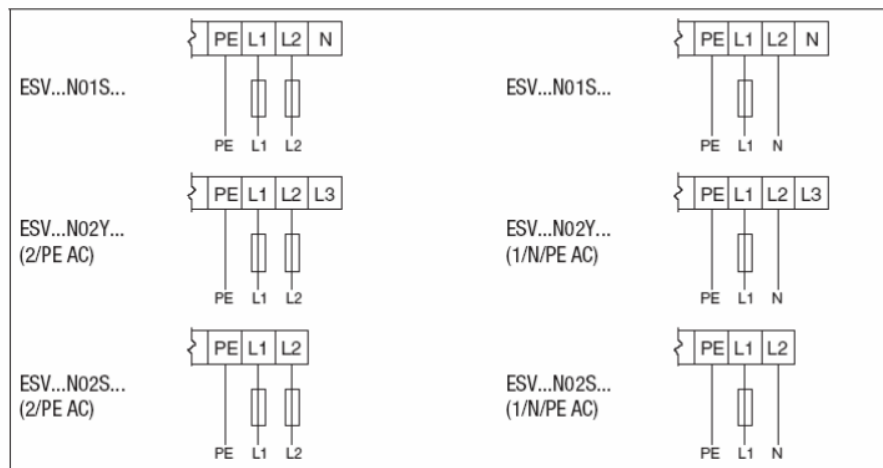 PE L1 L2 N
ESV...N01S...
PE L1 L2
PE L1 L2 N
ESV...N01S...
PE L1 N
PE L1 L2 L3
ESV...N02Y...
(2/PE AC)
PE L1 L2
PE L1 L2 L3
ESV...N02Y...
(1/N/PE AC)
PE L1 N
PE L1 L2
ESV...N02S...
(2/PE AC)
PE L1 L2
PE L1 L2
ESV...N02S...
(1/N/PE AC)
PE L1 N